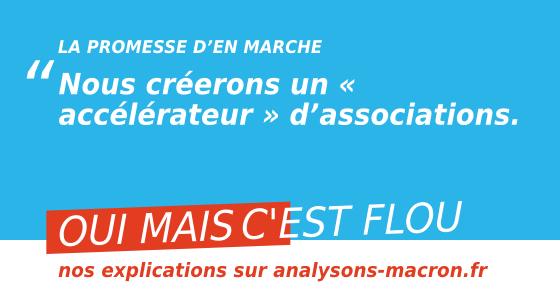 LA PROMESSE D’EN MARCHE
“ Nous créerons un «
accélérateur » d’associations.
OUI MAIS C'EST FLOU
nos explications sur analysons-macron.fr